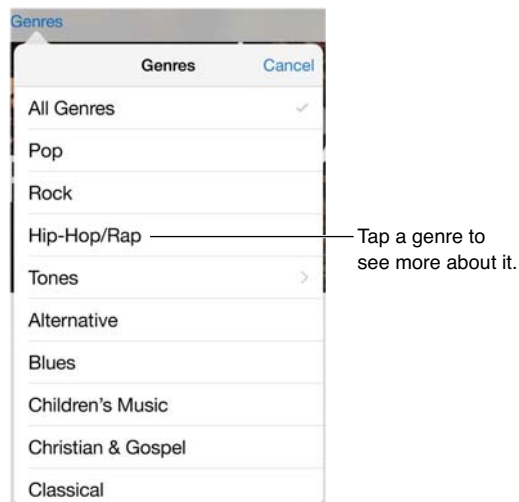 Genres
Genres Cancel
All Genres
Pop
Rock
Hip-Hop/Rap
Tap a genre to
see more about it.
Tones
Alternative
Blues
Children's Music
Christian & Gospel
Classical